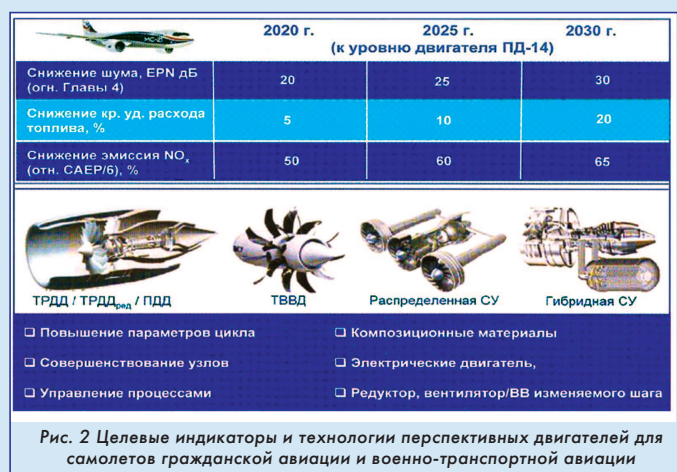 МС-21
2020 г. 2025 г. 2030 г.
(к уровню двигателя ПД-14)
Снижение шума, EPN дБ
(огн. Главы 4)
20 25 30
Снижение кр. уд. расхода
топлива, %
5 10 20
Снижение эмиссия NOx
(отн. CAEP/6), %
50 60 65
ТРДД / ТРДДред / ПДД
ТВВД
Распределенная СУ
Гибридная СУ
❑ Повышение параметров цикла
❑ Совершенствование узлов
❑ Управление процессами
❑ Композиционные материалы
❑ Электрические двигатель,
❑ Редуктор, вентилятор/ВВ изменяемого шага
Рис. 2 Целевые индикаторы и технологии перспективных двигателей для
самолетов гражданской авиации и военно-транспортной авиации